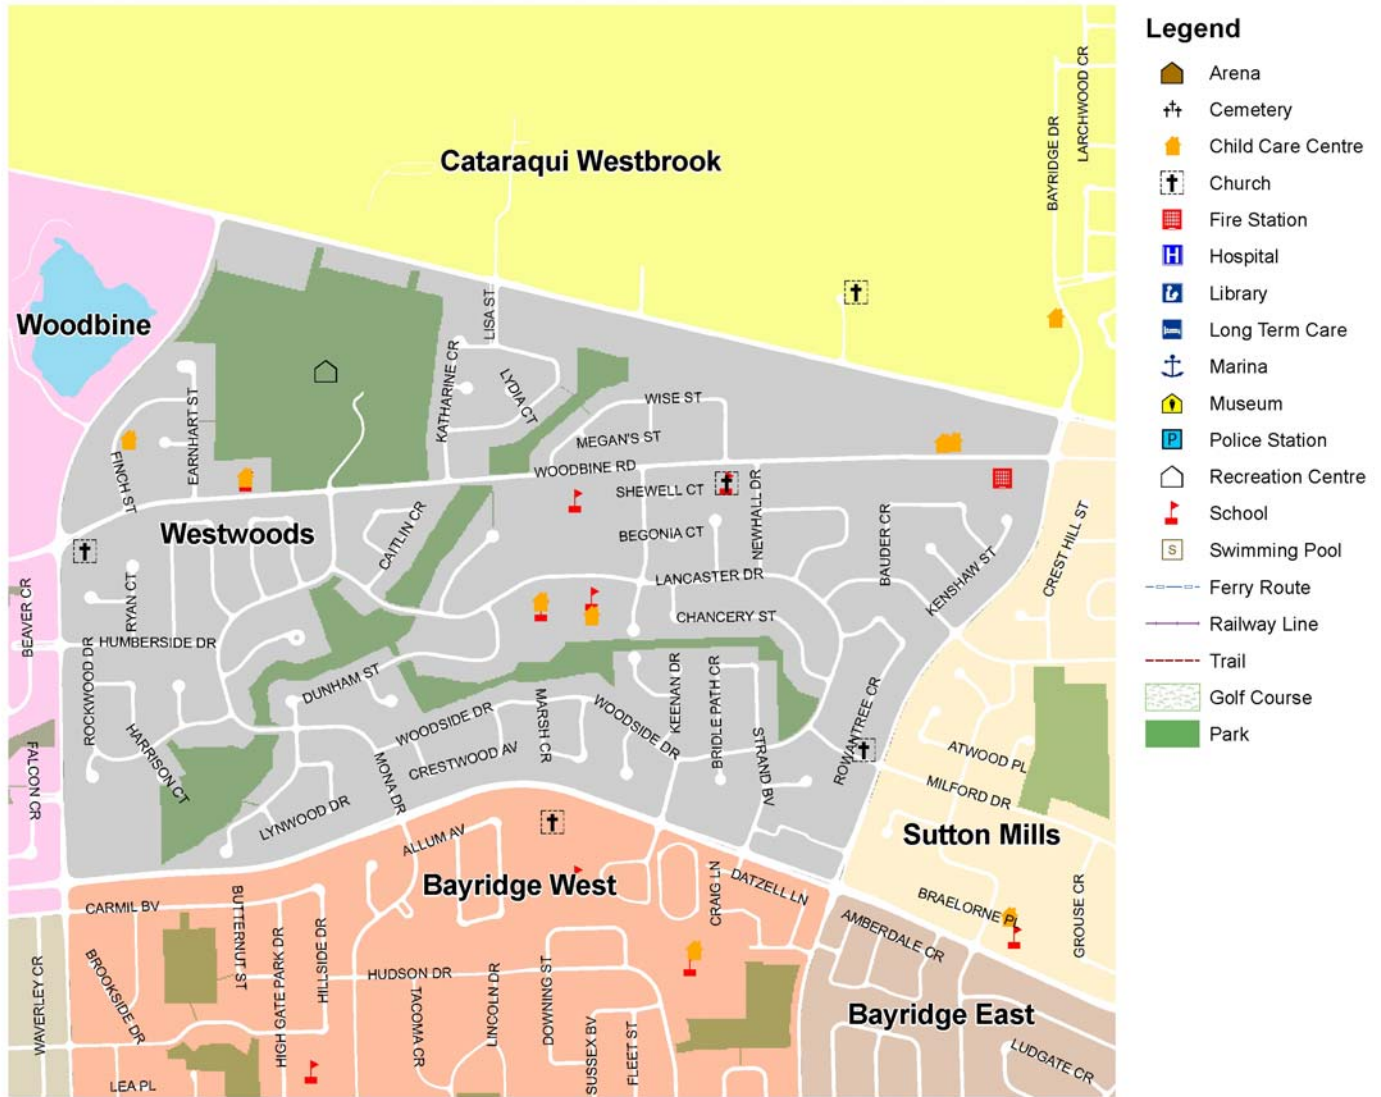 Legend
Arena
Cemetery
Child Care Centre
Church
Fire Station
H
Hospital
Library
Long Term Care
Marina
Museum
P
Police Station
Recreation Centre
School
S
Swimming Pool
Ferry Route
Railway Line
Trail
Golf Course
Park
LARCHWOOD CR
BAYRIDGE DR
Cataraqui Westbrook
Woodbine
LISA ST
KATHARINE CR
LYDIA CT
WISE ST
MEGAN'S ST
EARNHART ST
FINCH ST
WOODBINE RD
SHEWELL CT
NEWHALL DR
Westwoods
CAITLIN CR
BEGONIA CT
BAUDER CR
CREST HILL ST
KENSHAW ST
LANCASTER DR
CHANCERY ST
BEAVER CR
RYAN CT
HUMBERSIDE DR
ROCKWOOD DR
DUNHAM ST
WOODSIDE DR
MARSH CR
WOODSIDE DR
KEENAN DR
BRIDLE PATH CR
STRAND BV
ROWANTREE CR
HARRISON CT
CRESTWOOD AV
MONA DR
ATWOOD PL
MILFORD DR
FALCON CR
LYNWOOD DR
ALLUM AV
Sutton Mills
Bayridge West
CRAIG LN
DATZELL LN
BRAELORNE PL
GROUSE CR
CARMIL BV
BUTTERNUT ST
HIGH GATE PARK DR
HILLSIDE DR
AMBERDALE CR
WAVERLEY CR
BROOKSIDE DR
HUDSON DR
TACOMA CR
LINCOLN DR
DOWNING ST
SUSSEX BV
FLEET ST
Bayridge East
LUDGATE CR
LEA PL